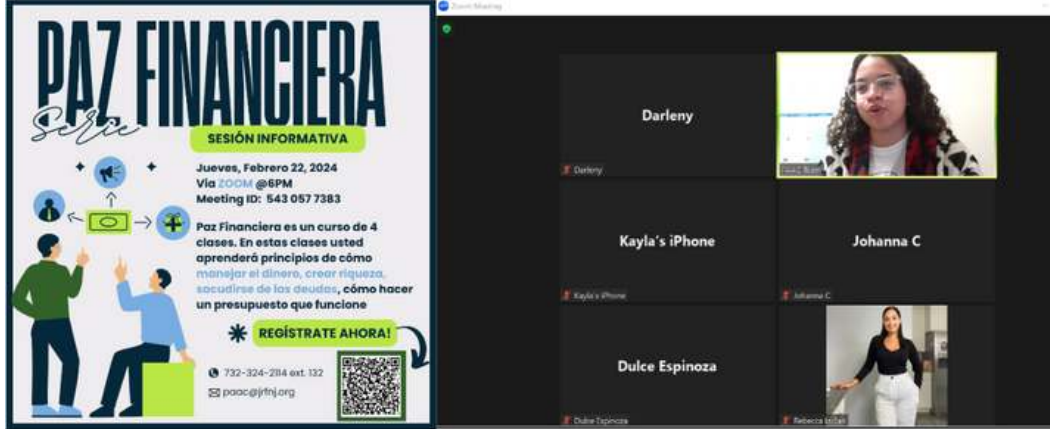 PAZ FINANCIERA
Serie
SESIÓN INFORMATIVA
Jueves, Febrero 22, 2024
Vía ZOOM @6PM
Meeting ID: 543 057 7383
Paz Financiera es un curso de 4
clases. En estas clases usted
aprenderá principios de cómo
manejar el dinero, crear riqueza,
sacudirse de las deudas, cómo hacer
un presupuesto que funcione
REGÍSTRATE AHORA!
732-324-2114 ext. 132
paac@jrfnj.org
Zoom Meeting
Darleny
Darleny
Kayla's iPhone
Johanna C
Kayla's iPhone
Johanna C
Dulce Espinoza
Dulce Espinoza
Rebecca